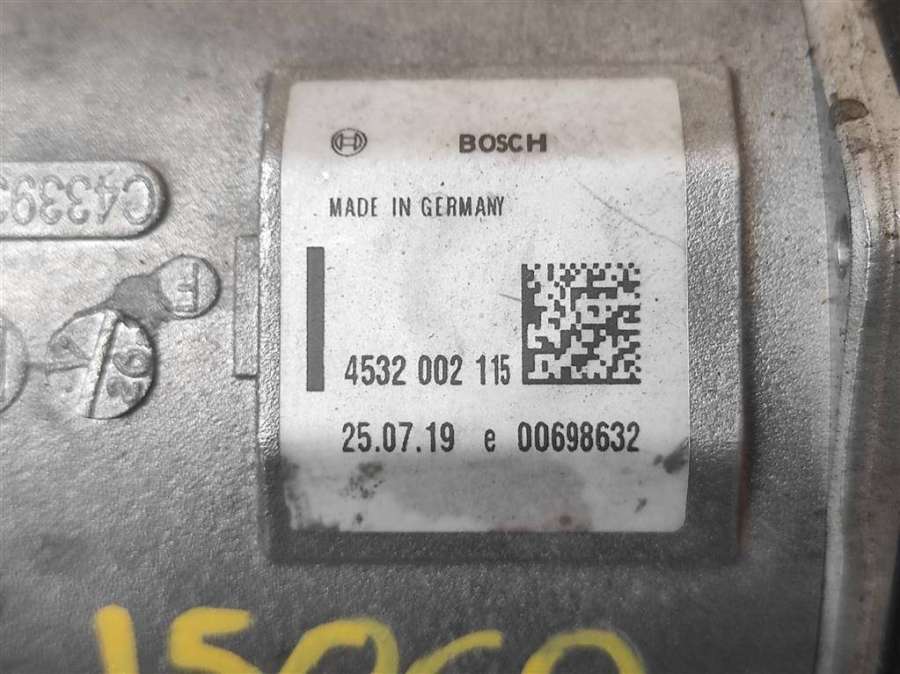 BOSCH
MADE IN GERMANY
4532 002 115
25.07.19 e 00698632